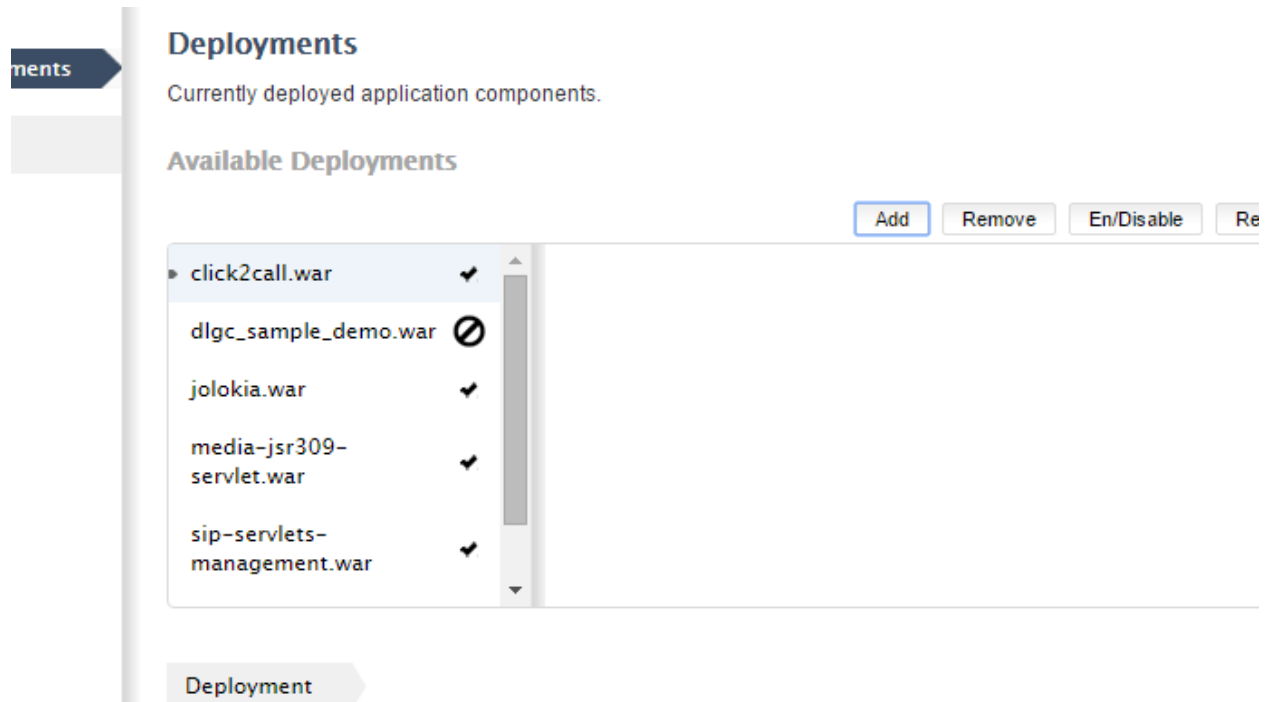 Deployments
ments
Currently deployed application components.
Available Deployments
Add Remove En/Disable Re
click2call.war
dlgc_sample_demo.war
jolokia.war
media-jsr309-
servlet.war
sip-servlets-
management.war
Deployment